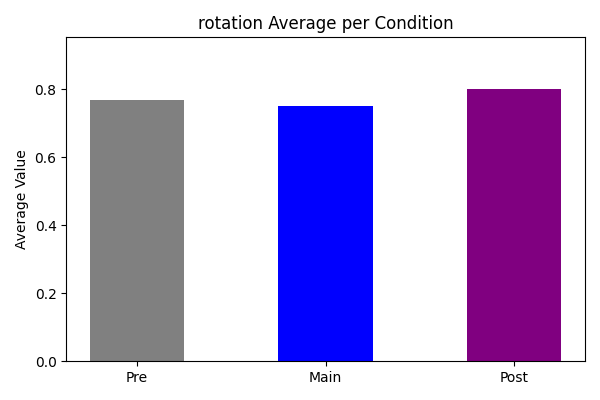 rotation Average per Condition
Average Value
0.8
0.6
0.4
0.2
0.0
Pre
Main
Post